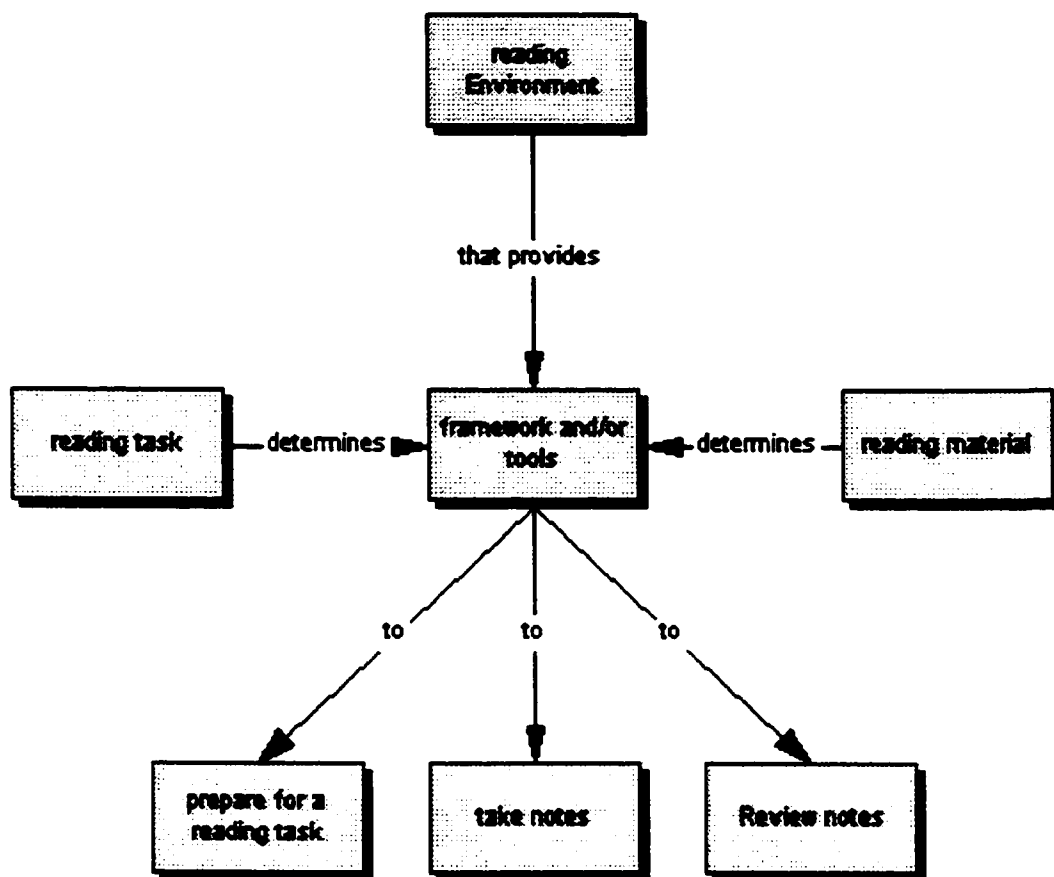 reading
Environment
that provides
reading task
determines
framework and/or
tools
determines
reading material
to
to
to
prepare for a
reading task
take notes
Review notes